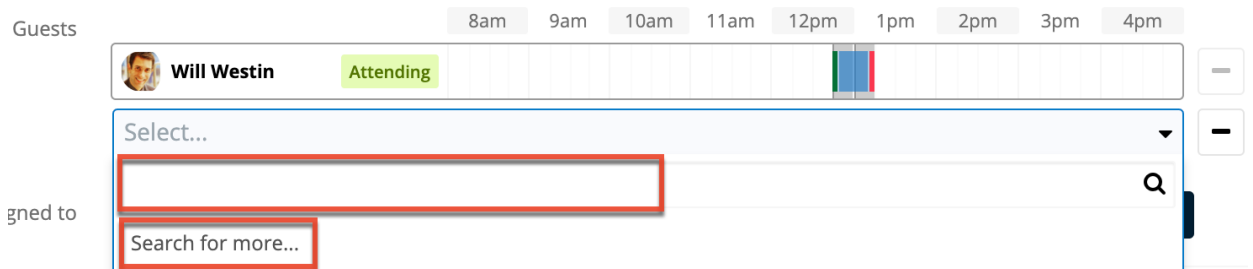 Guests
8am 9am 10am 11am 12pm 1pm 2pm 3pm 4pm
Will Westin Attending
Select...
gned to
Search for more...